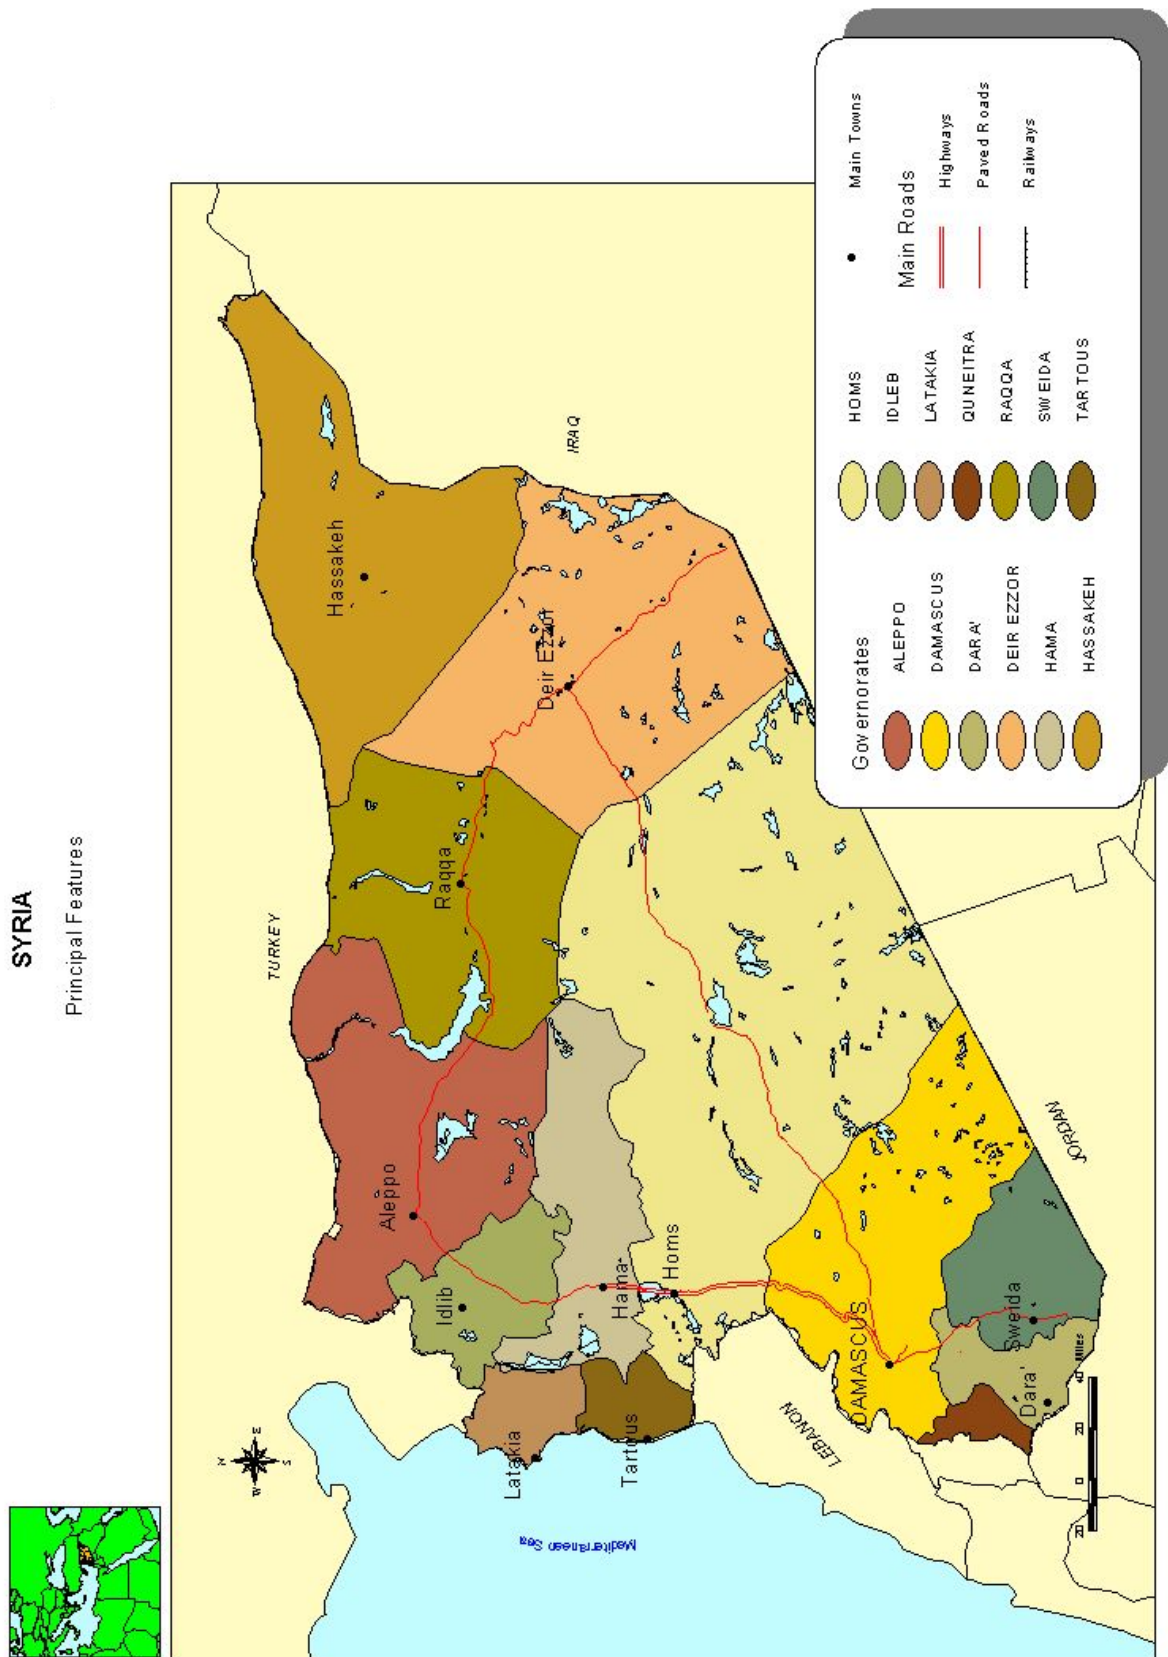 SYRIA
Principal Features
N
W
E
S
TURKEY
IRAQ
JORDAN
LEBANON
Mediterranean Sea
Hassakeh
Deir Ezzor
Raqqa
Aleppo
Idlib
Hama
Homs
Latakia
Tartous
DAMASCUS
Sweida
Dara'
20 0 20 40 Miles
Governorates
ALEPPO
DAMASCUS
DARA'
DEIR EZZOR
HAMA
HASSAKEH
HOMS
IDLEB
LATAKIA
QUNEITRA
RAQQA
SWEIDA
TARTOUS
Main Towns
Main Roads
Highways
Paved Roads
Railways